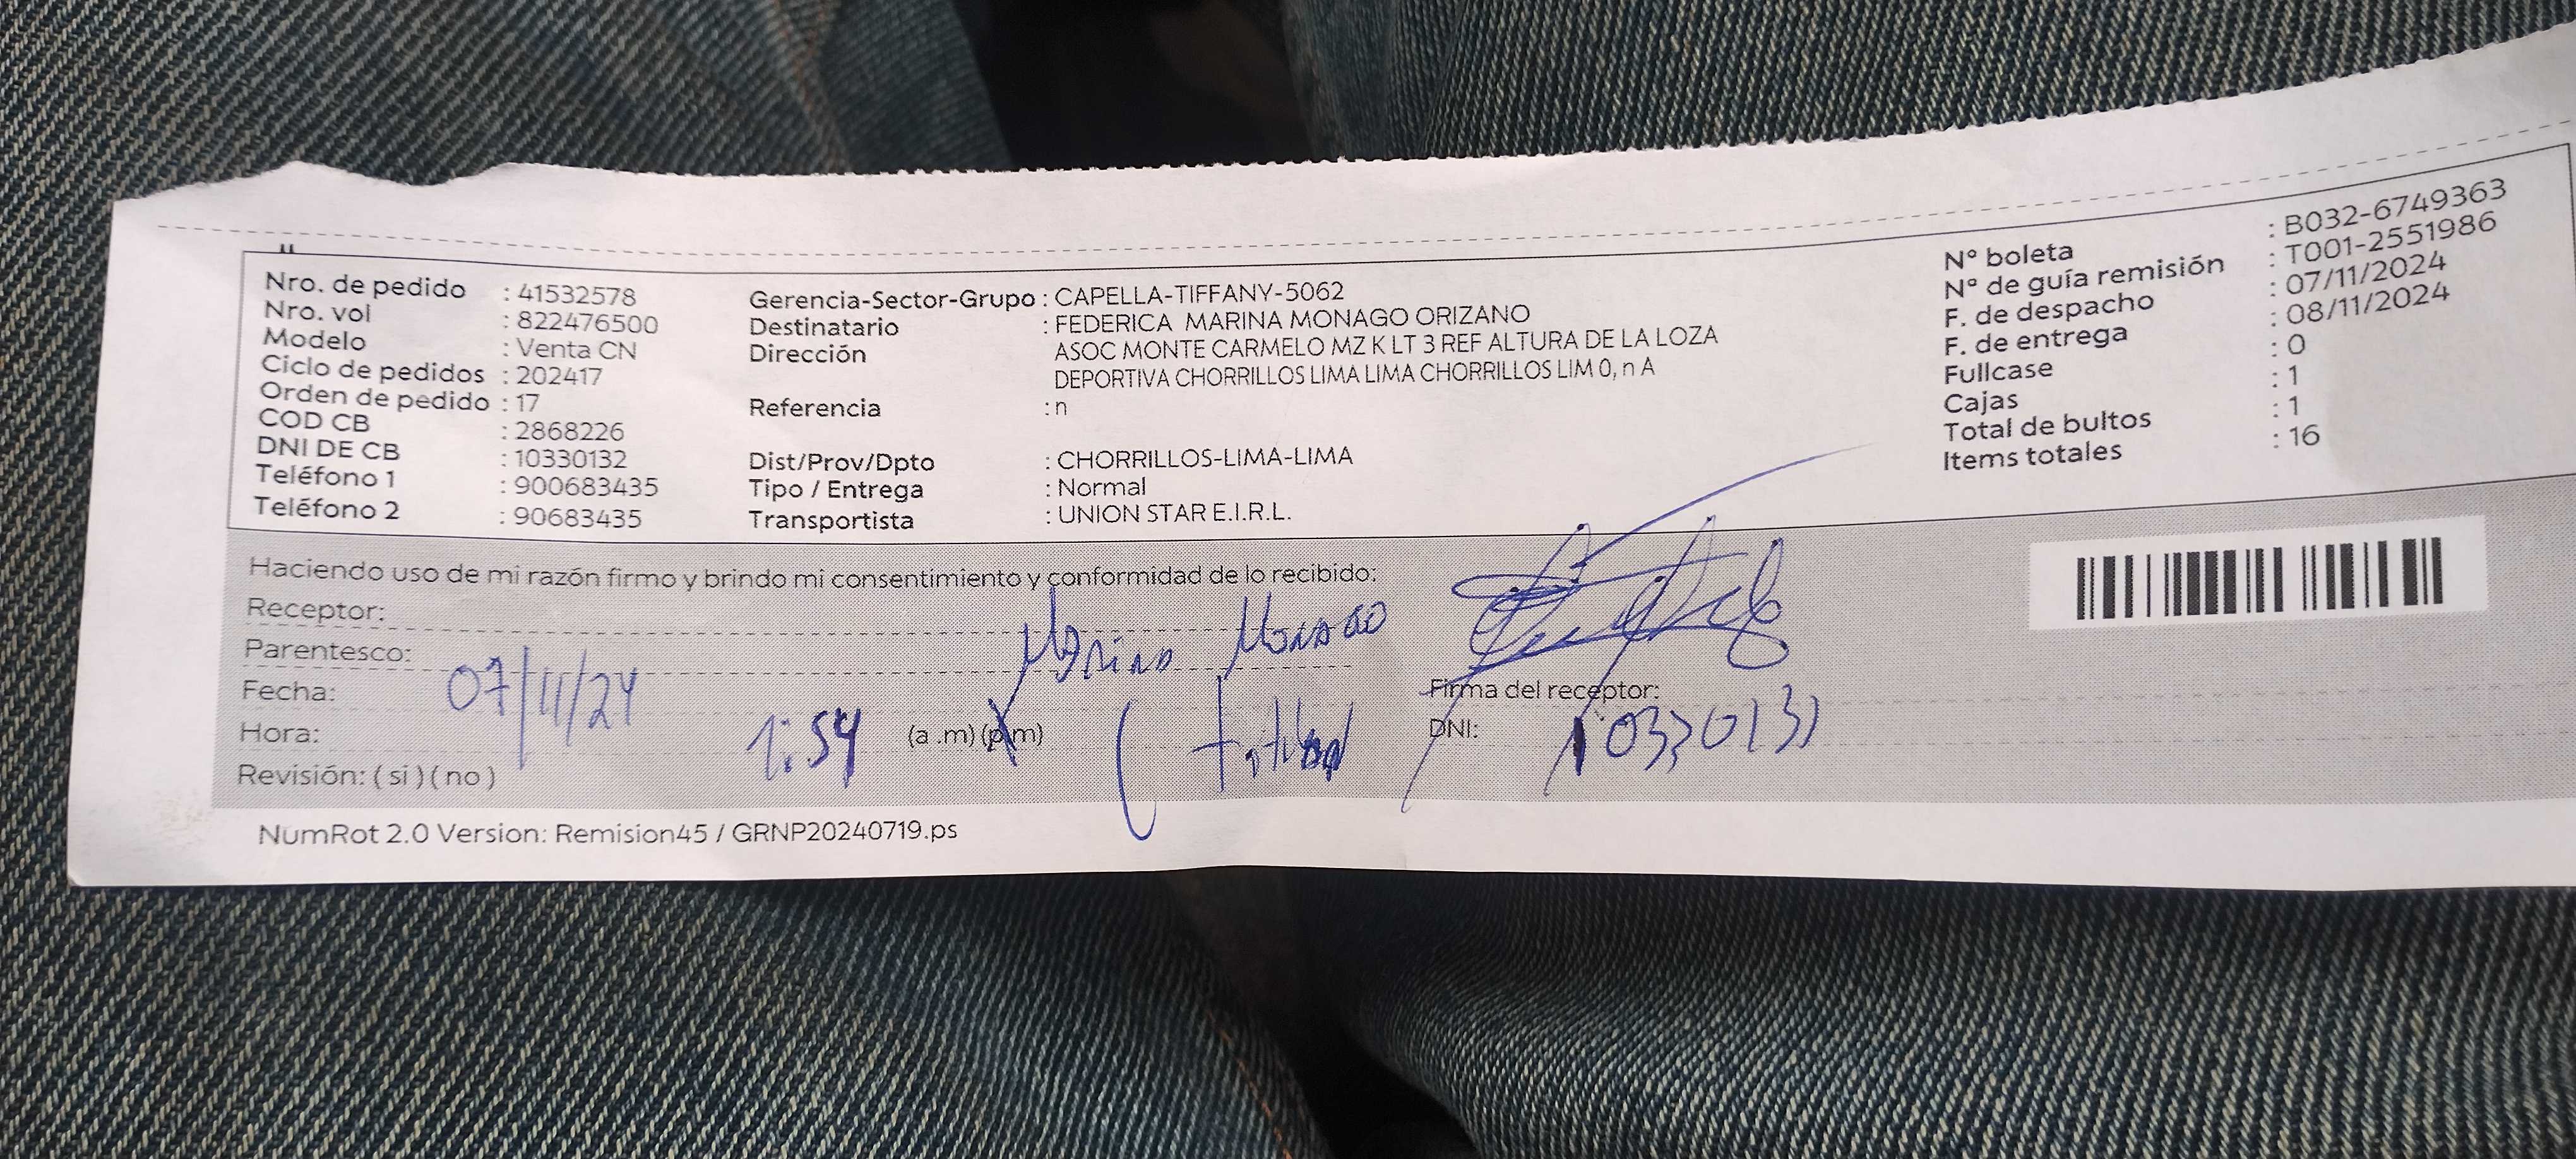 Nro. de pedido : 41532578
Nro. vol : 822476500
Modelo : Venta CN
Ciclo de pedidos : 202417
Orden de pedido : 17
COD CB : 2868226
DNI DE CB : 10330132
Teléfono 1 : 900683435
Teléfono 2 : 90683435
Gerencia-Sector-Grupo : CAPELLA-TIFFANY-5062
Destinatario : FEDERICA MARINA MONAGO ORIZANO
Dirección ASOC MONTE CARMELO MZ K LT 3 REF ALTURA DE LA LOZA
DEPORTIVA CHORRILLOS LIMA LIMA CHORRILLOS LIM 0, n A
Referencia : n
Dist/Prov/Dpto : CHORRILLOS-LIMA-LIMA
Tipo / Entrega : Normal
Transportista : UNION STAR E.I.R.L.
N° boleta : B032-6749363
N° de guía remisión : T001-2551986
F. de despacho : 07/11/2024
F. de entrega : 08/11/2024
Fullcase : 0
Cajas : 1
Total de bultos : 1
Items totales : 16
Haciendo uso de mi razón firmo y brindo mi consentimiento y conformidad de lo recibido:
Receptor: Marina Monago
Parentesco:
Fecha: 07/11/24
Hora: 1:54 (a .m) (p.m)
Revisión: ( si ) ( no )
Firma del receptor:
DNI:
NumRot 2.0 Version: Remision45 / GRNP20240719.ps